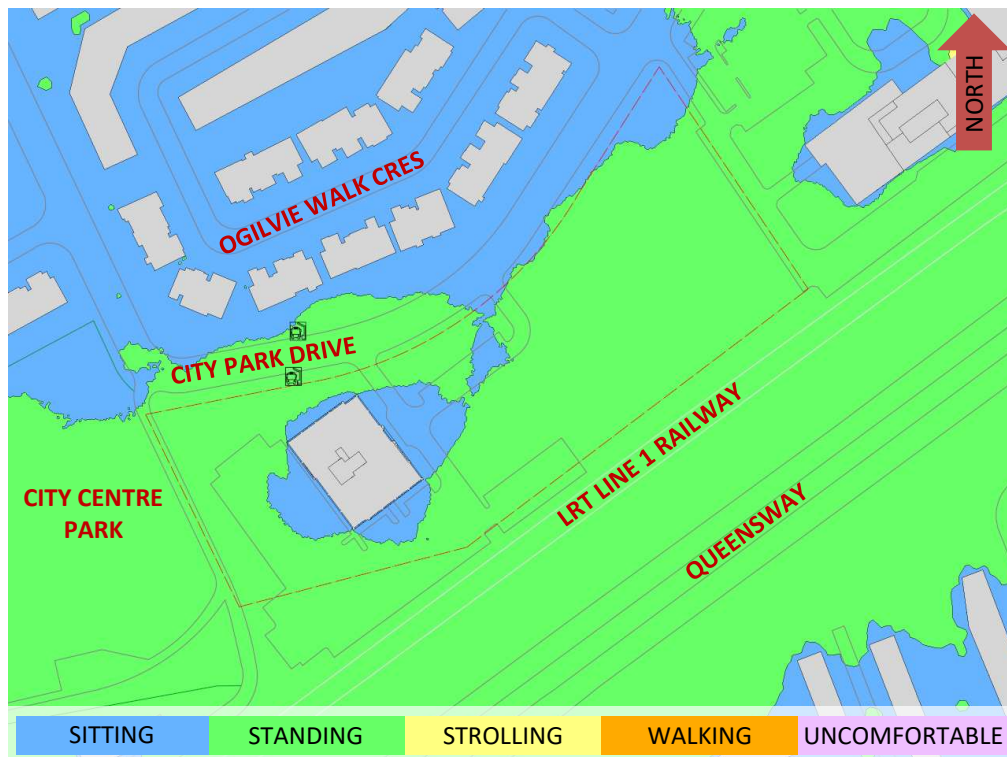 NORTH
OGILVIE WALK CRES
CITY PARK DRIVE
LRT LINE 1 RAILWAY
CITY CENTRE
PARK
QUEENSWAY
SITTING STANDING STROLLING WALKING UNCOMFORTABLE